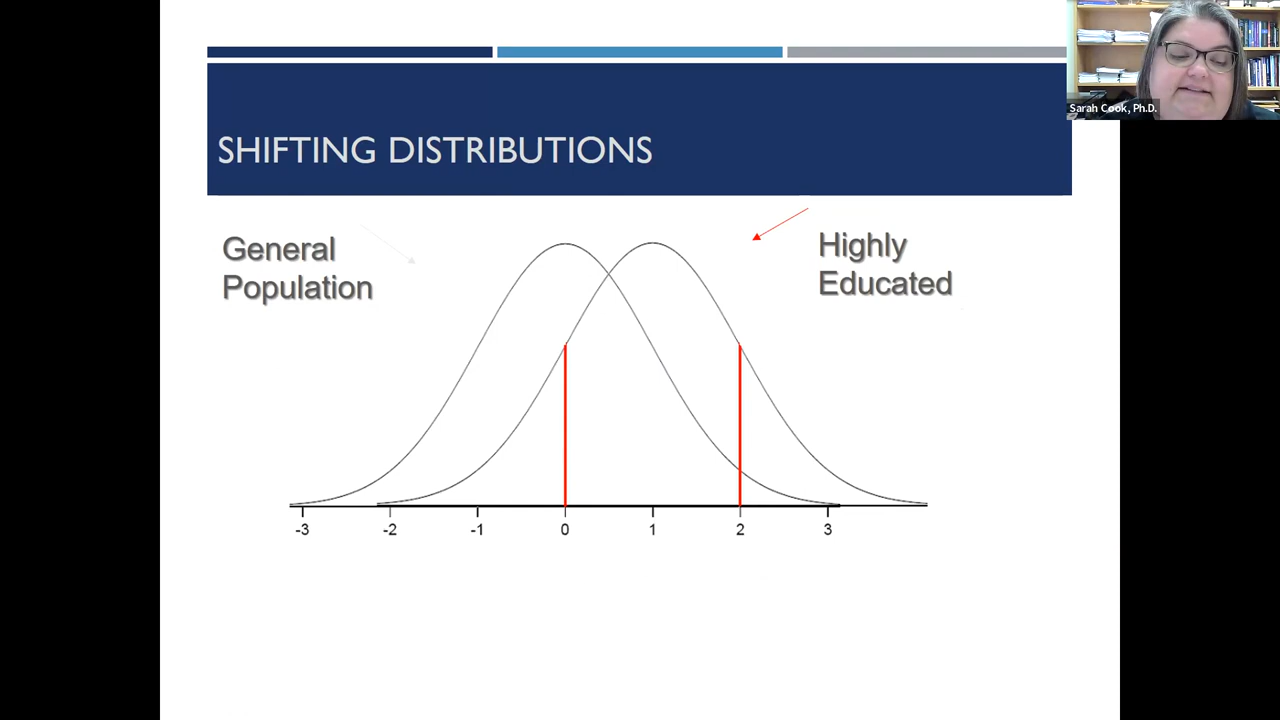 Sarah Cook, Ph.D.
SHIFTING DISTRIBUTIONS
General
Population
Highly
Educated
-3 -2 -1 0 1 2 3